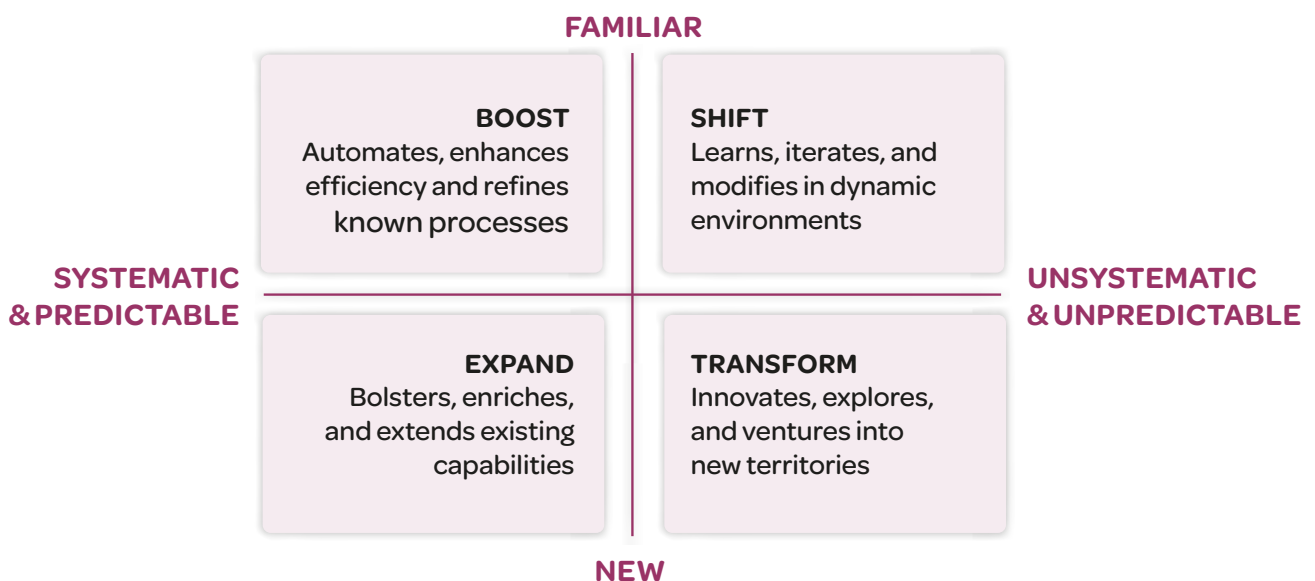 FAMILIAR
BOOST
Automates, enhances
efficiency and refines
known processes
SHIFT
Learns, iterates, and
modifies in dynamic
environments
SYSTEMATIC
& PREDICTABLE
UNSYSTEMATIC
& UNPREDICTABLE
EXPAND
Bolsters, enriches,
and extends existing
capabilities
TRANSFORM
Innovates, explores,
and ventures into
new territories
NEW